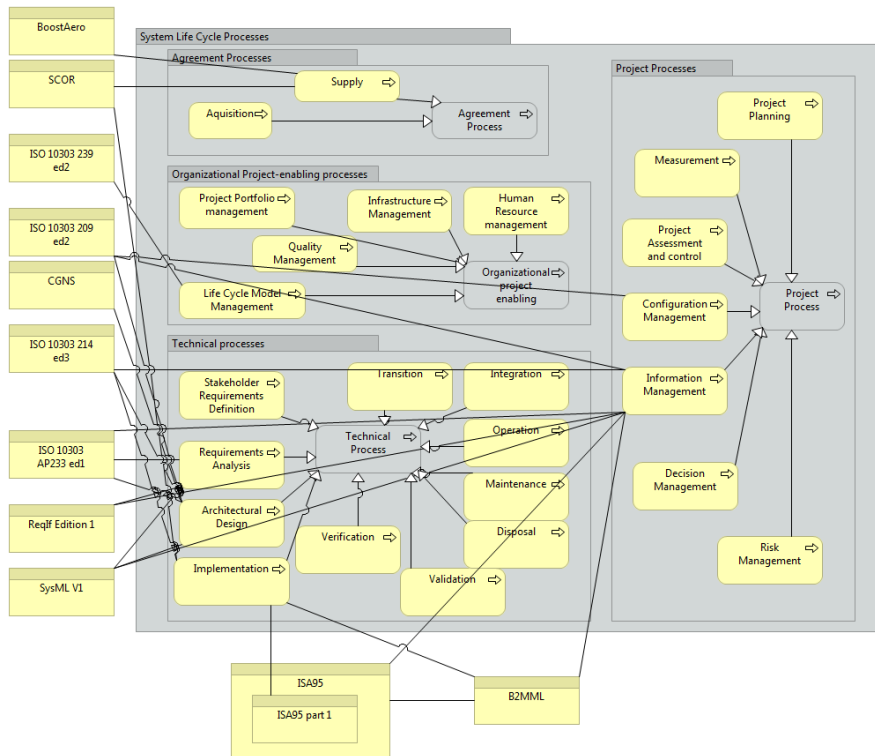 BoostAero
SCOR
ISO 10303 239
ed2
ISO 10303 209
ed2
CGNS
ISO 10303 214
ed3
ISO 10303
AP233 ed1
ReqIf Edition 1
SysML V1
System Life Cycle Processes
Agreement Processes
Supply
Aquisition
Agreement
Process
Organizational Project-enabling processes
Project Portfolio
management
Infrastructure
Management
Human
Resource
management
Quality
Management
Organizational
project
enabling
Life Cycle Model
Management
Technical processes
Stakeholder
Requirements
Definition
Transition
Integration
Technical
Process
Operation
Requirements
Analysis
Maintenance
Architectural
Design
Verification
Disposal
Implementation
Validation
Project Processes
Project
Planning
Measurement
Project
Assessment
and control
Configuration
Management
Project
Process
Information
Management
Decision
Management
Risk
Management
ISA95
ISA95 part 1
B2MML